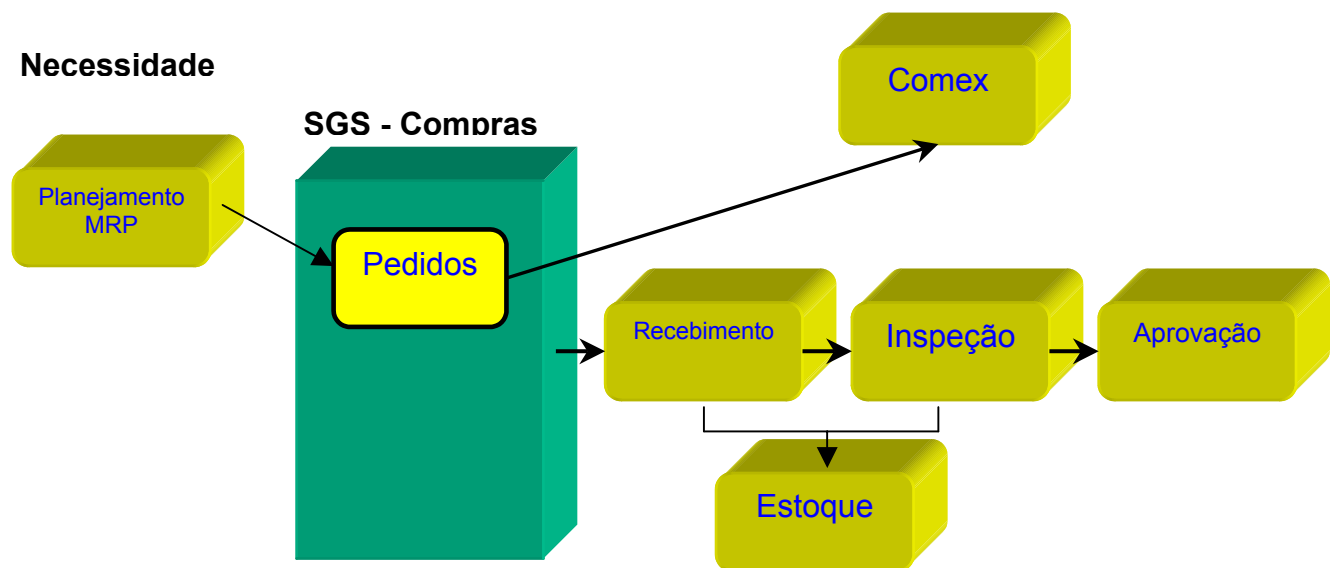 Necessidade
Comex
SGS - Compras
Planejamento
MRP
Pedidos
Recebimento
Inspeção
Aprovação
Estoque